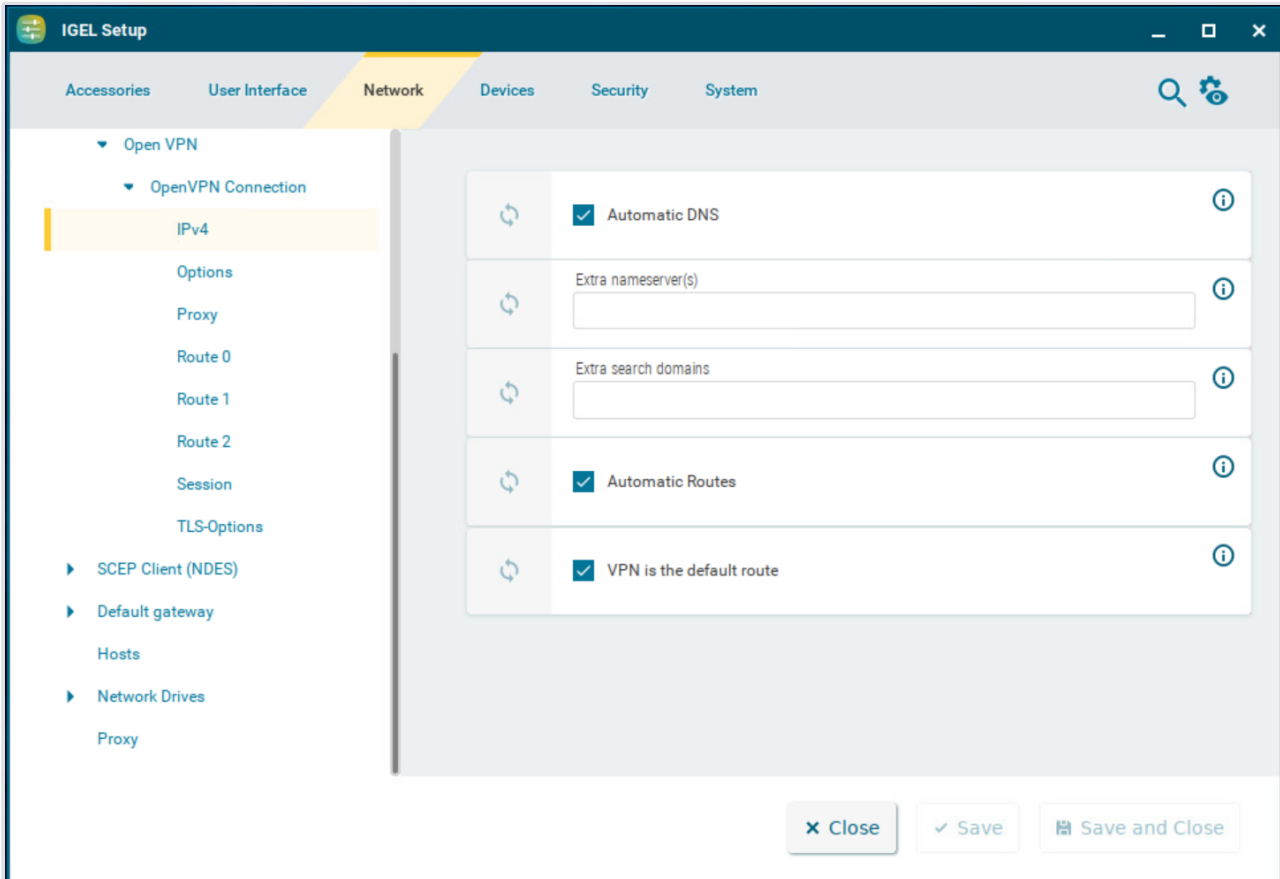 IGEL Setup
Accessories
User Interface
Network
Devices
Security
System
Open VPN
OpenVPN Connection
IPv4
Options
Proxy
Route 0
Route 1
Route 2
Session
TLS-Options
SCEP Client (NDES)
Default gateway
Hosts
Network Drives
Proxy
Automatic DNS
Extra nameserver(s)
Extra search domains
Automatic Routes
VPN is the default route
Close
Save
Save and Close